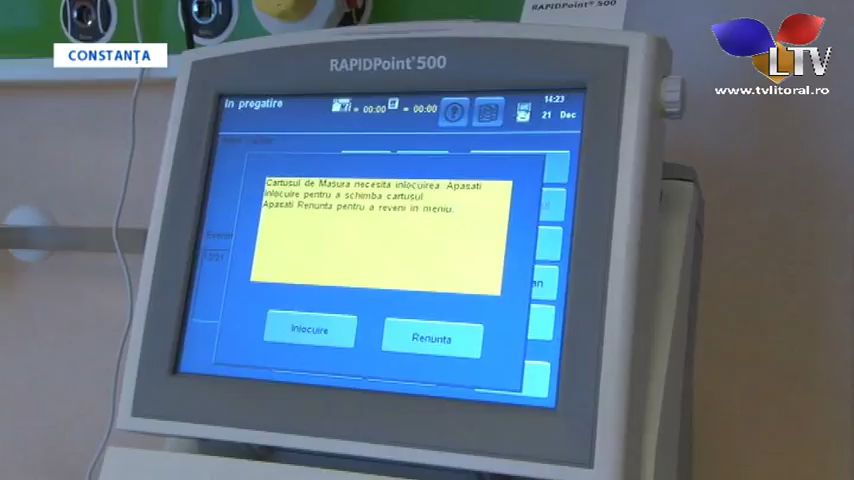 RAPIDPoint® 500
CONSTANȚA
LTV
www.tvlitoral.ro
RAPIDPoint® 500
In pregatire
= 00:00
= 00:00
14:23
21 Dec
Cartusul de Masura necesita inlocuirea. Apasati
Inlocuire pentru a schimba cartusul
Apasati Renunta pentru a reveni in meniu.
Inlocuire
Renunta